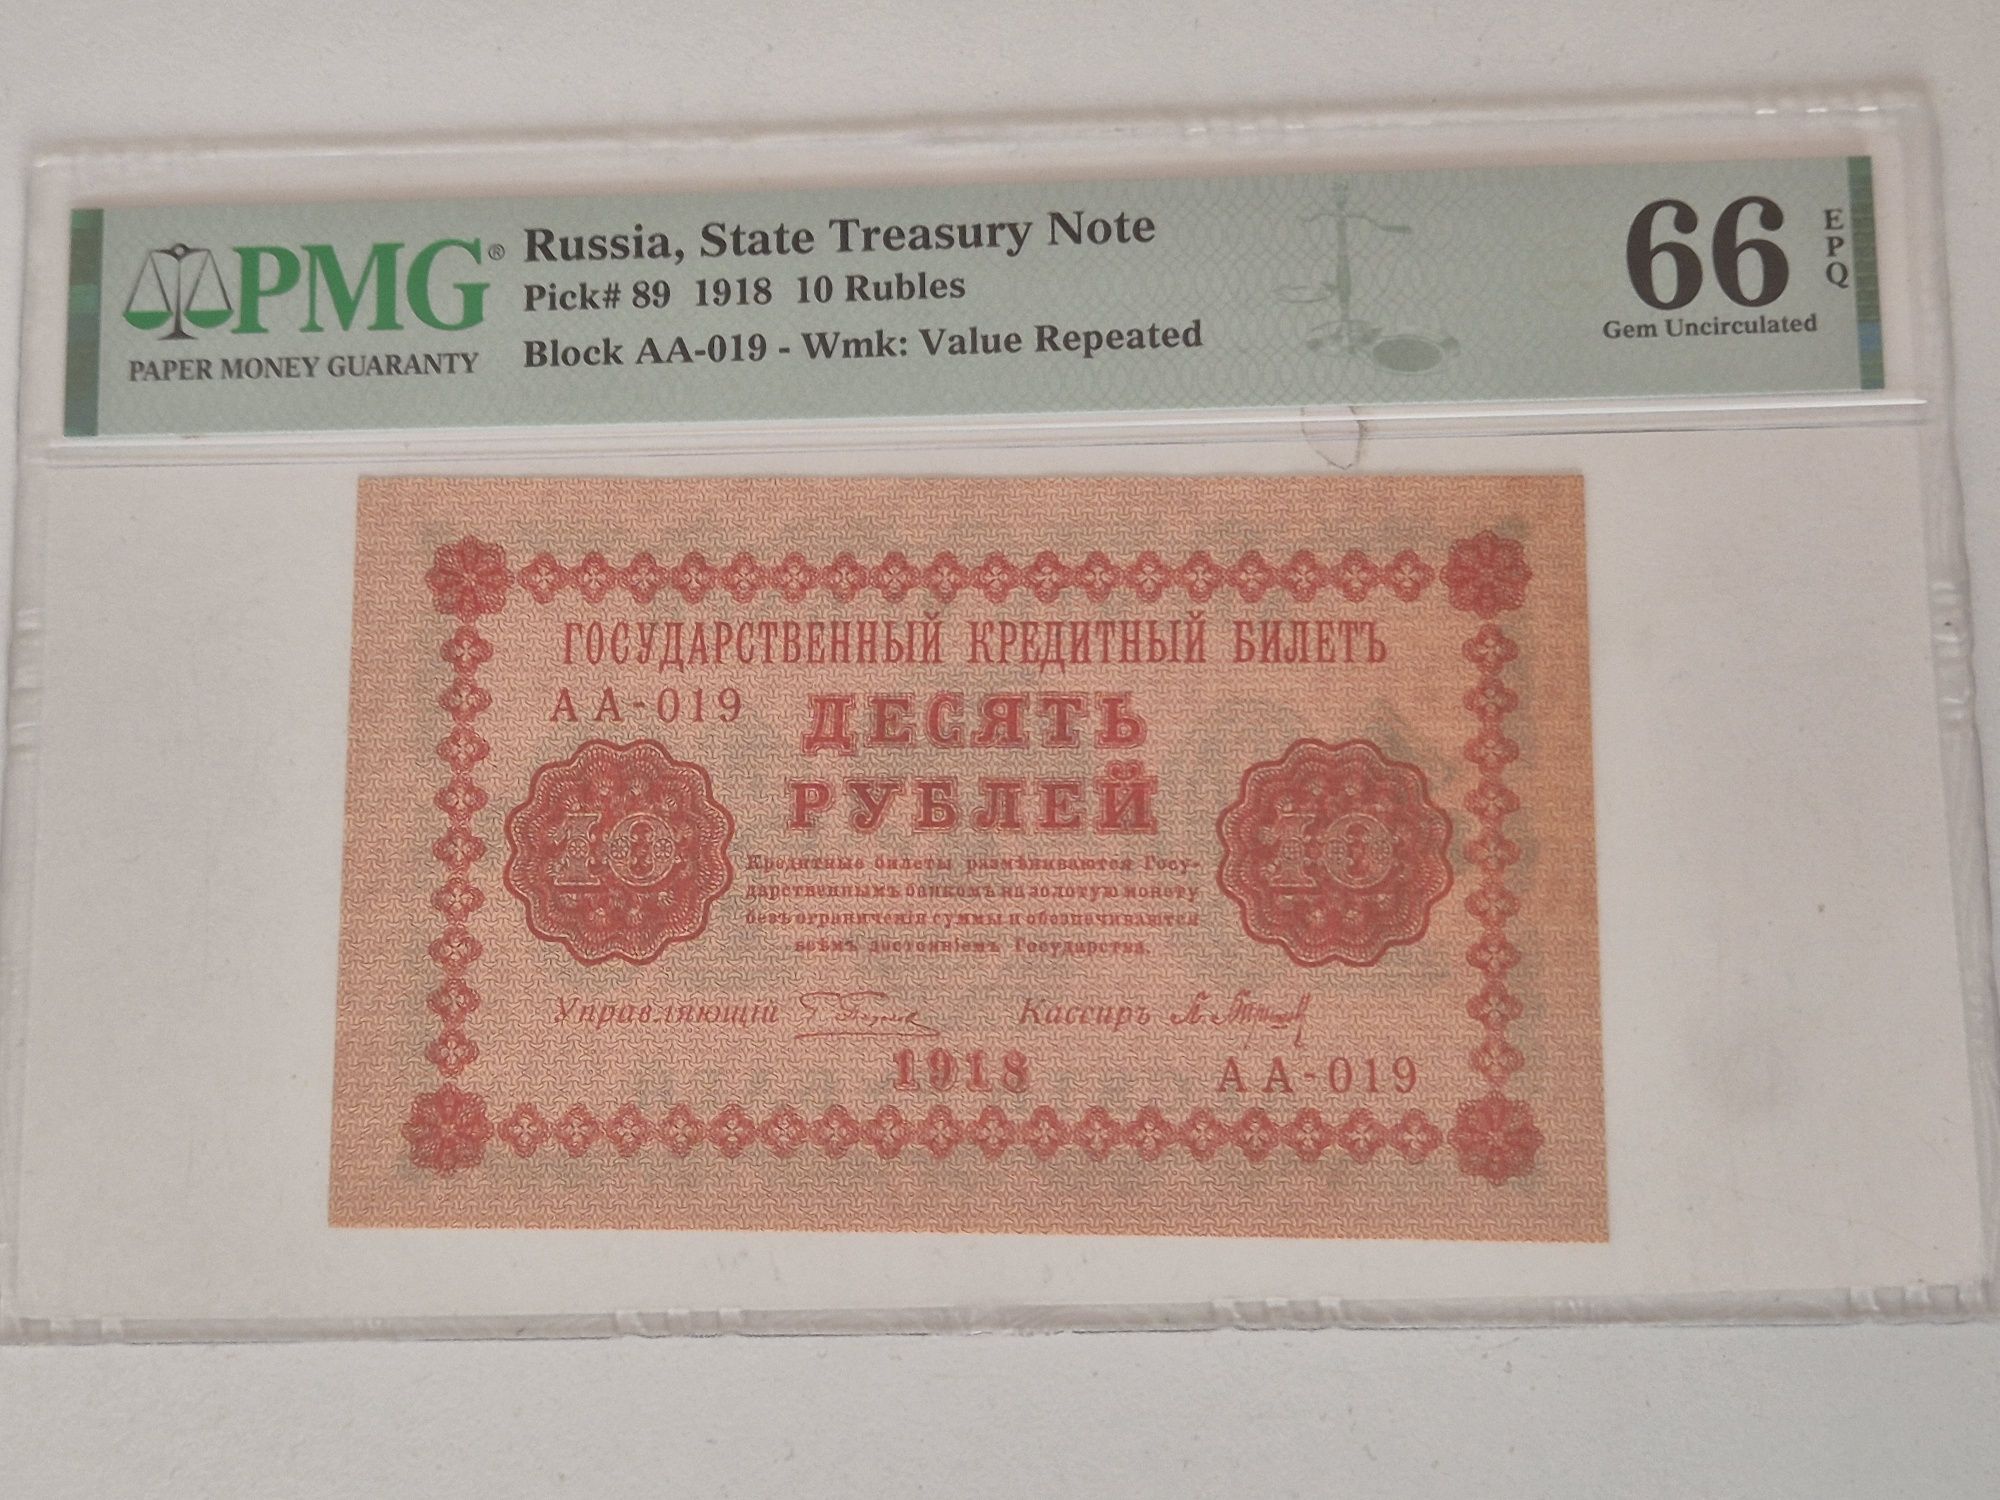 PMG®
PAPER MONEY GUARANTY
Russia, State Treasury Note
Pick# 89 1918 10 Rubles
Block AA-019 - Wmk: Value Repeated
66
EPQ
Gem Uncirculated
ГОСУДАРСТВЕННЫЙ КРЕДИТНЫЙ БИЛЕТЪ
АА-019
ДЕСЯТЬ
РУБЛЕЙ
10
10
Кредитные билеты размѣниваются Госу-
дарственнымъ банкомъ на золотую монету
безъ ограниченія суммы и обезпечиваются
всѣмъ достояніемъ Государства.
Управляющій
Кассиръ
1918
АА-019